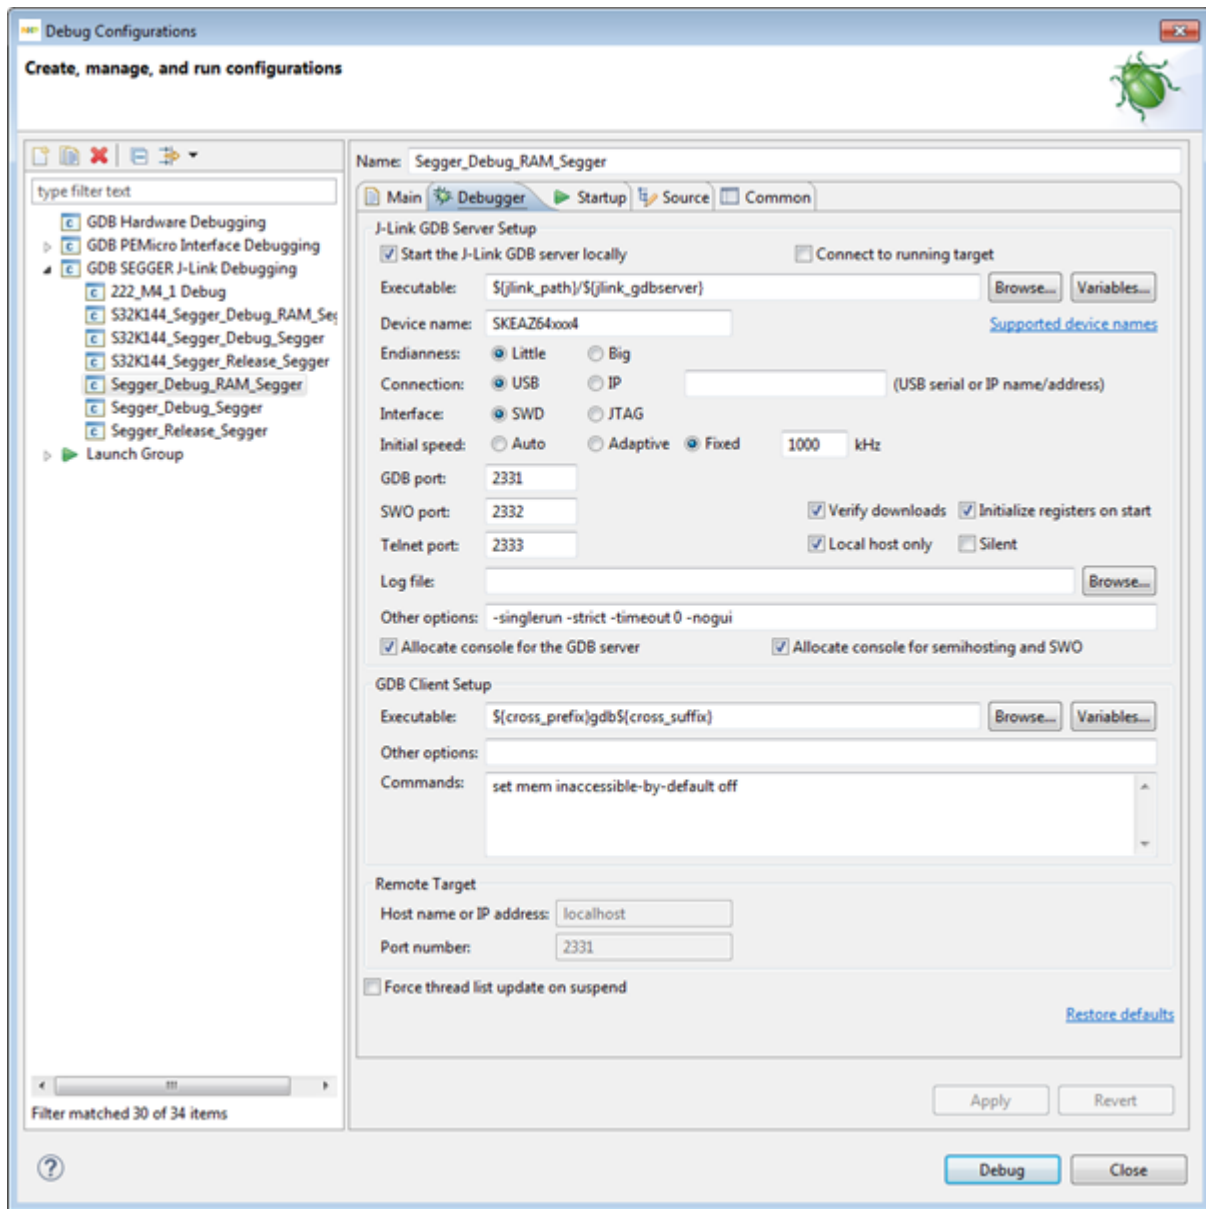 Debug Configurations
Create, manage, and run configurations
type filter text
GDB Hardware Debugging
GDB PEMicro Interface Debugging
GDB SEGGER J-Link Debugging
222_M4_1 Debug
S32K144_Segger_Debug_RAM_Seg
S32K144_Segger_Debug_Segger
S32K144_Segger_Release_Segger
Segger_Debug_RAM_Segger
Segger_Debug_Segger
Segger_Release_Segger
Launch Group
Filter matched 30 of 34 items
Name: Segger_Debug_RAM_Segger
Main Debugger Startup Source Common
J-Link GDB Server Setup
Start the J-Link GDB server locally Connect to running target
Executable: ${jlink_path}/${jlink_gdbserver} Browse... Variables...
Device name: SKEAZ64xxx4 Supported device names
Endianness: Little Big
Connection: USB IP (USB serial or IP name/address)
Interface: SWD JTAG
Initial speed: Auto Adaptive Fixed 1000 kHz
GDB port: 2331
SWO port: 2332 Verify downloads Initialize registers on start
Telnet port: 2333 Local host only Silent
Log file: Browse...
Other options: -singlerun -strict -timeout 0 -nogui
Allocate console for the GDB server Allocate console for semihosting and SWO
GDB Client Setup
Executable: ${cross_prefix}gdb${cross_suffix} Browse... Variables...
Other options:
Commands: set mem inaccessible-by-default off
Remote Target
Host name or IP address: localhost
Port number: 2331
Force thread list update on suspend
Restore defaults
Apply Revert
Debug Close